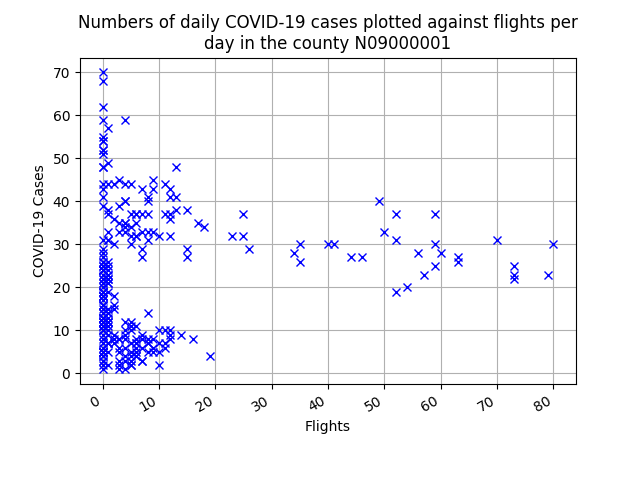 Numbers of daily COVID-19 cases plotted against flights per
day in the county N09000001
COVID-19 Cases
70
60
50
40
30
20
10
0
0 10 20 30 40 50 60 70 80
Flights